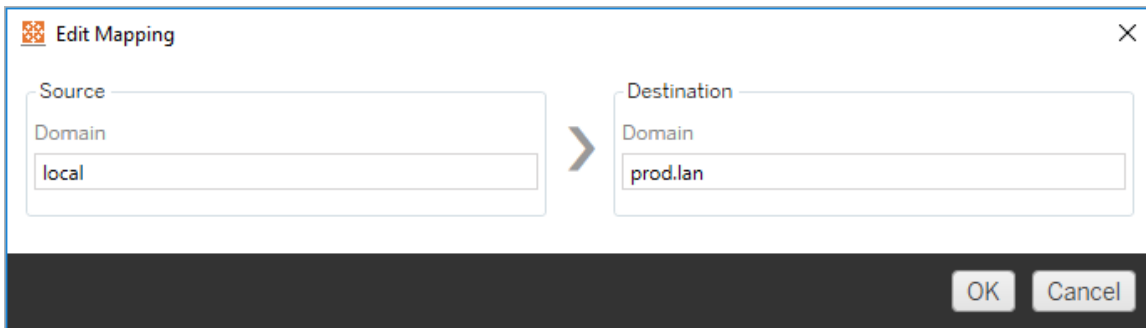 Edit Mapping
Source
Destination
Domain
Domain
local
prod.lan
OK
Cancel